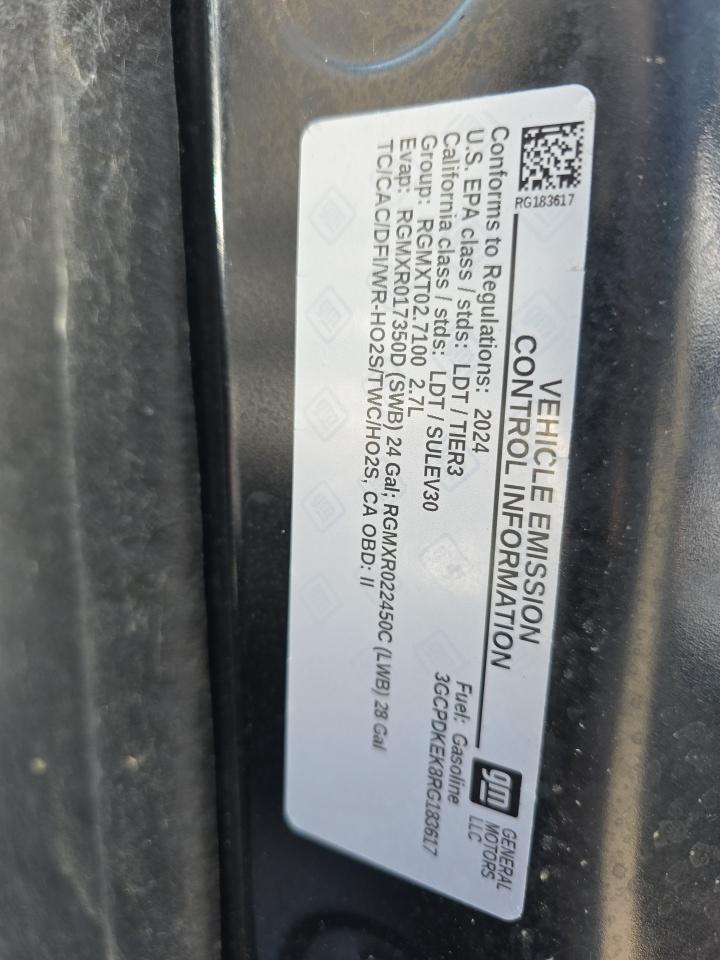 RG183617
VEHICLE EMISSION
CONTROL INFORMATION
gm
GENERAL
MOTORS
LLC
Conforms to Regulations: 2024
U.S. EPA class / stds: LDT / TIER3
California class / stds: LDT / SULEV30
Group: RGMXT02.7100 2.7L
Evap: RGMXR017350D (SWB) 24 Gal; RGMXR022450C (LWB) 28 Gal
TC/CAC/DFI/WR-HO2S/TWC/HO2S, CA OBD: II
Fuel: Gasoline
3GCPDKEK8RG183617